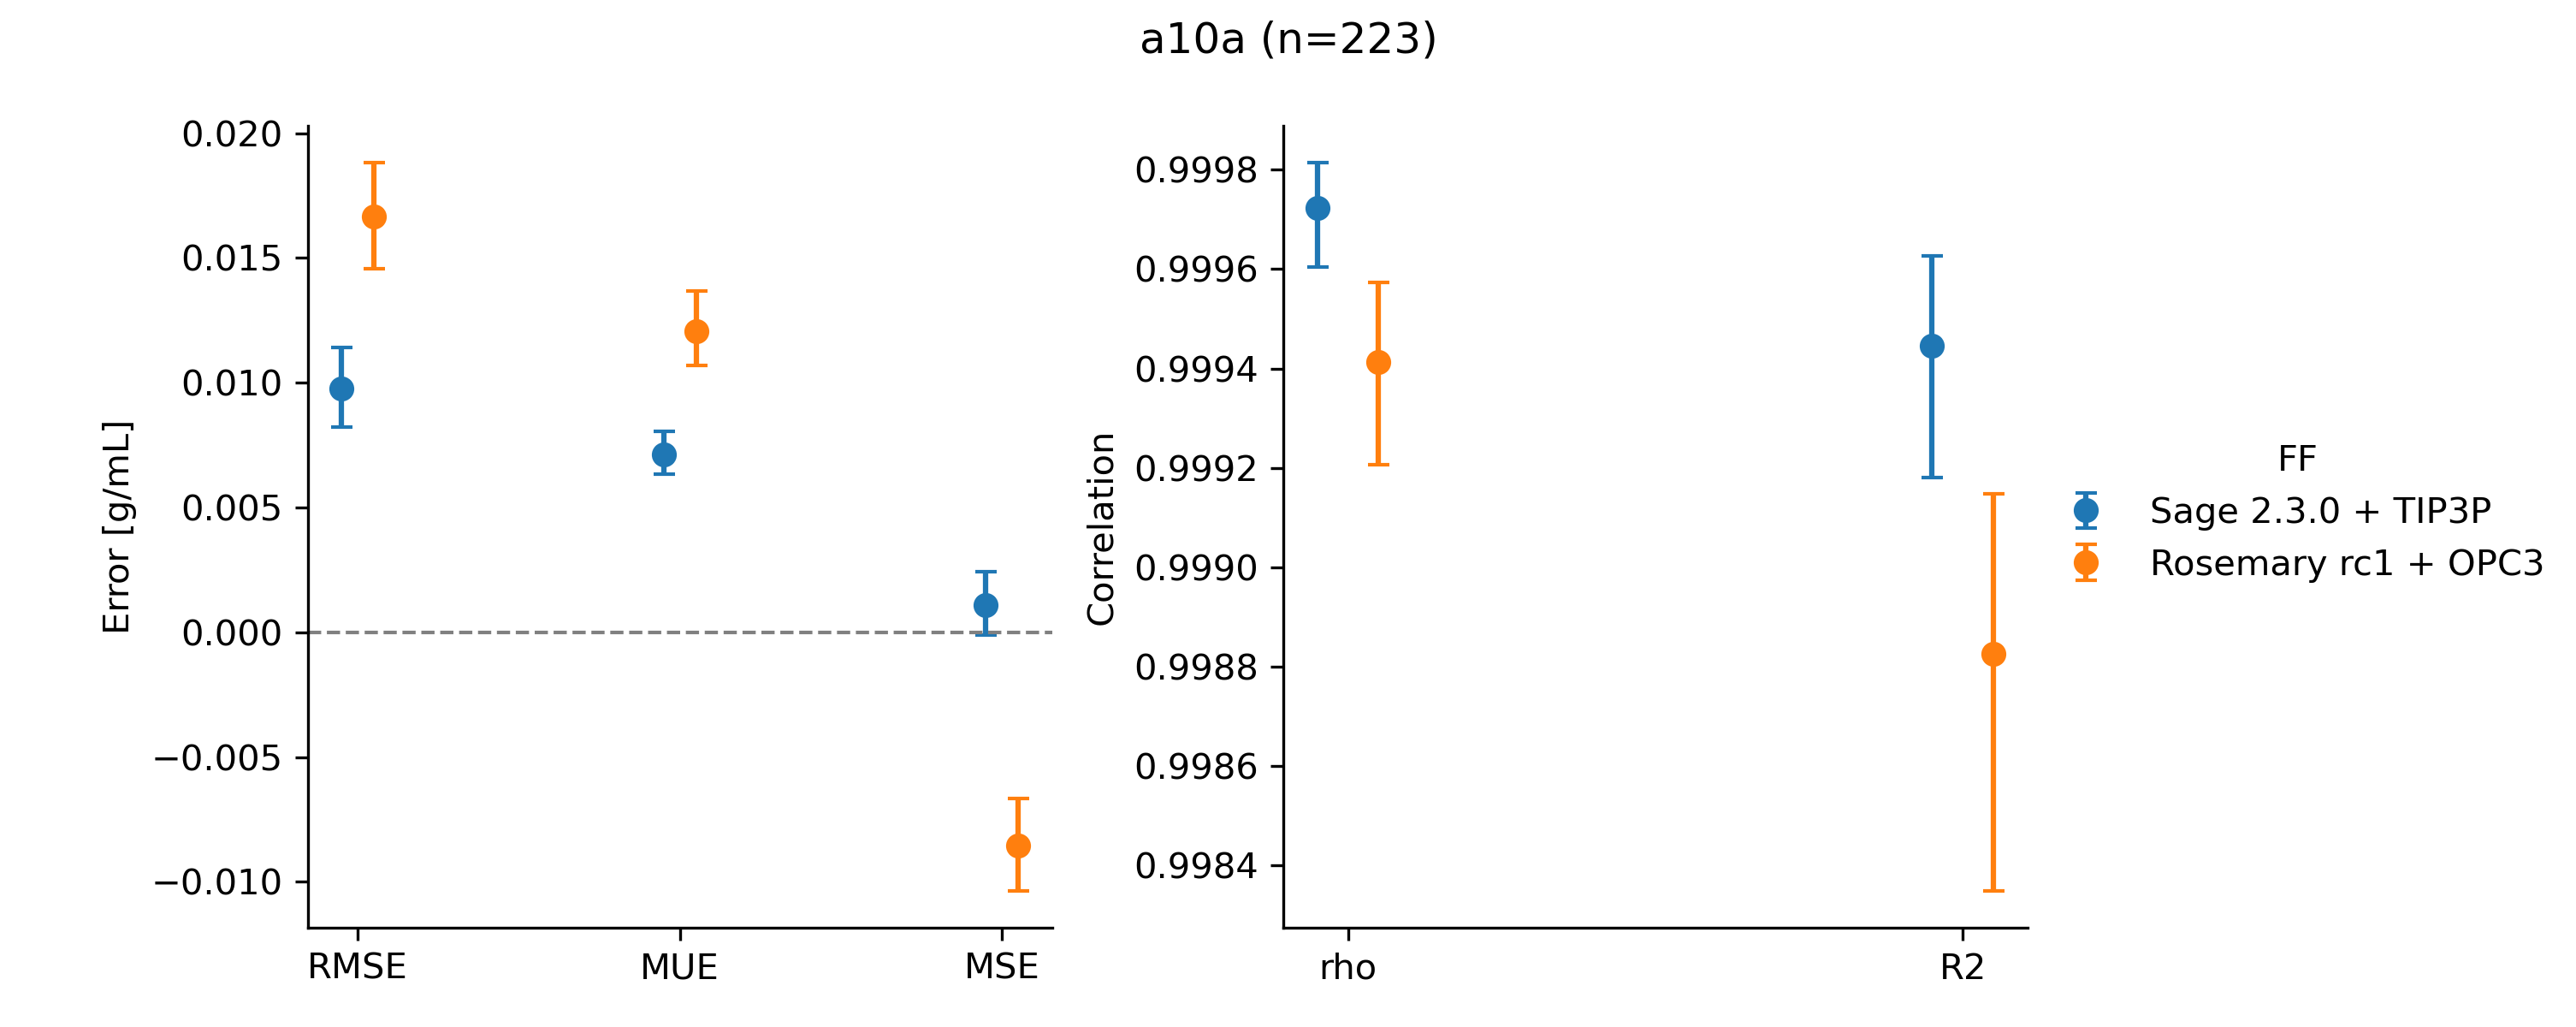 a10a (n=223)
Error [g/mL]
0.020
0.015
0.010
0.005
0.000
−0.005
−0.010
RMSE
MUE
MSE
Correlation
0.9998
0.9996
0.9994
0.9992
0.9990
0.9988
0.9986
0.9984
rho
R2
FF
Sage 2.3.0 + TIP3P
Rosemary rc1 + OPC3